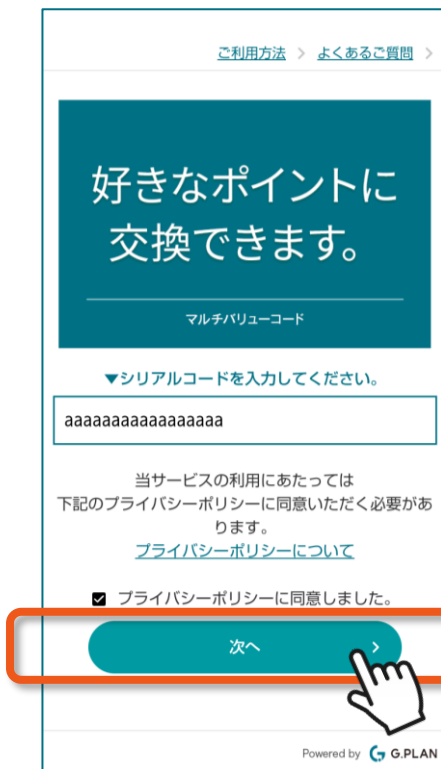 ご利用方法 > よくあるご質問 >
好きなポイントに
交換できます。
マルチバリューコード
▼シリアルコードを入力してください。
aaaaaaaaaaaaaaaaa
当サービスの利用にあたっては
下記のプライバシーポリシーに同意いただく必要があ
ります。
プライバシーポリシーについて
プライバシーポリシーに同意しました。
次へ
Powered by G.PLAN